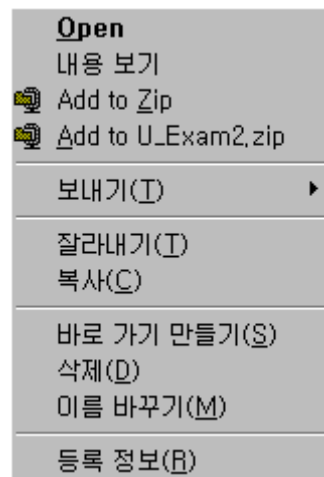 Open
내용 보기
Add to Zip
Add to U_Exam2.zip
보내기(T)
잘라내기(T)
복사(C)
바로 가기 만들기(S)
삭제(D)
이름 바꾸기(M)
등록 정보(R)